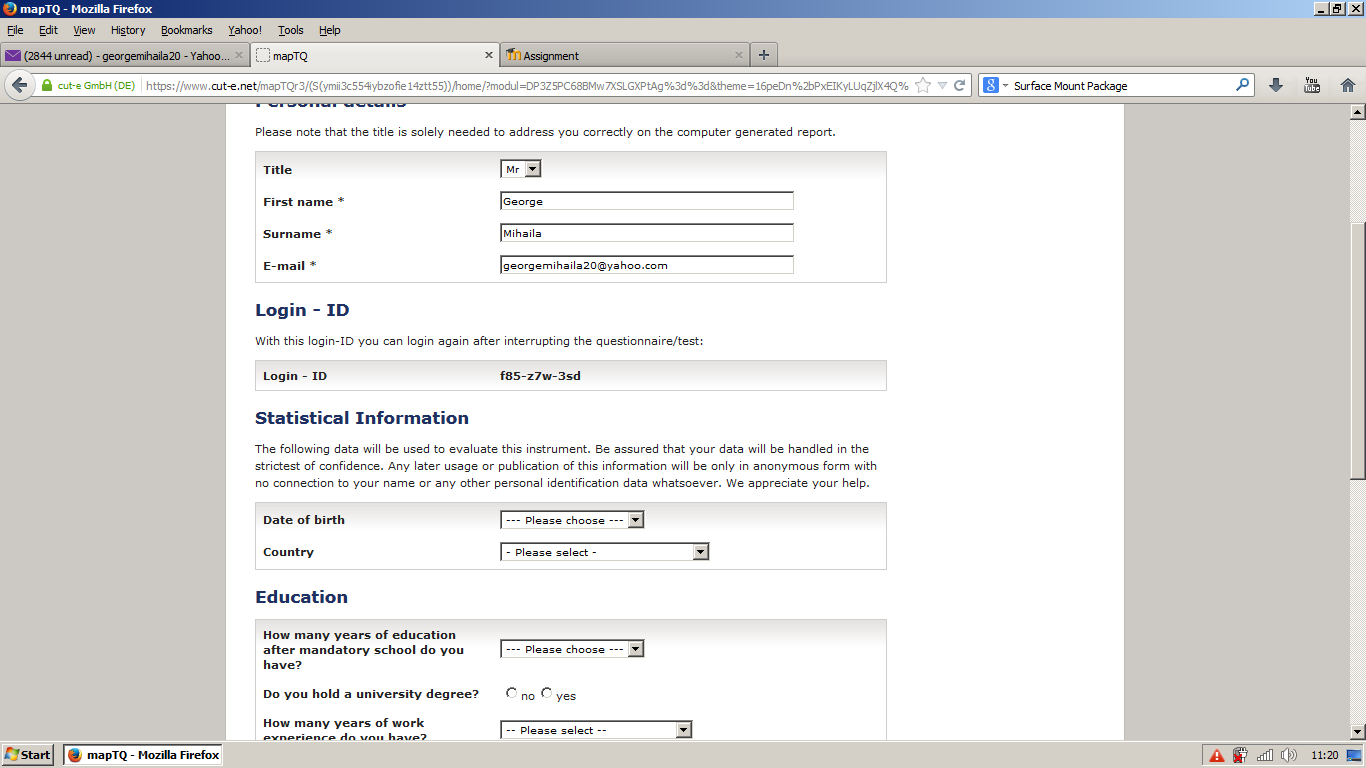 mapTQ - Mozilla Firefox
File Edit View History Bookmarks Yahoo! Tools Help
(2844 unread) - georgemihaila20 - Yahoo...
mapTQ
Assignment
cut-e GmbH (DE)
https://www.cut-e.net/mapTQr3/(S(ymii3c554iybzofie14ztt55))/home/?modul=DP3Z5PC68BMw7XSLGXPtAg%3d%3d&theme=16peDn%2bPxEIKyLUqZjlX4Q%
Surface Mount Package
Personal details
Please note that the title is solely needed to address you correctly on the computer generated report.
Title Mr
First name * George
Surname * Mihaila
E-mail * georgemihaila20@yahoo.com
Login - ID
With this login-ID you can login again after interrupting the questionnaire/test:
Login - ID f85-z7w-3sd
Statistical Information
The following data will be used to evaluate this instrument. Be assured that your data will be handled in the
strictest of confidence. Any later usage or publication of this information will be only in anonymous form with
no connection to your name or any other personal identification data whatsoever. We appreciate your help.
Date of birth --- Please choose ---
Country - Please select -
Education
How many years of education
after mandatory school do you
have?
--- Please choose ---
Do you hold a university degree? no yes
How many years of work
experience do you have?
-- Please select --
Start mapTQ - Mozilla Firefox 11:20